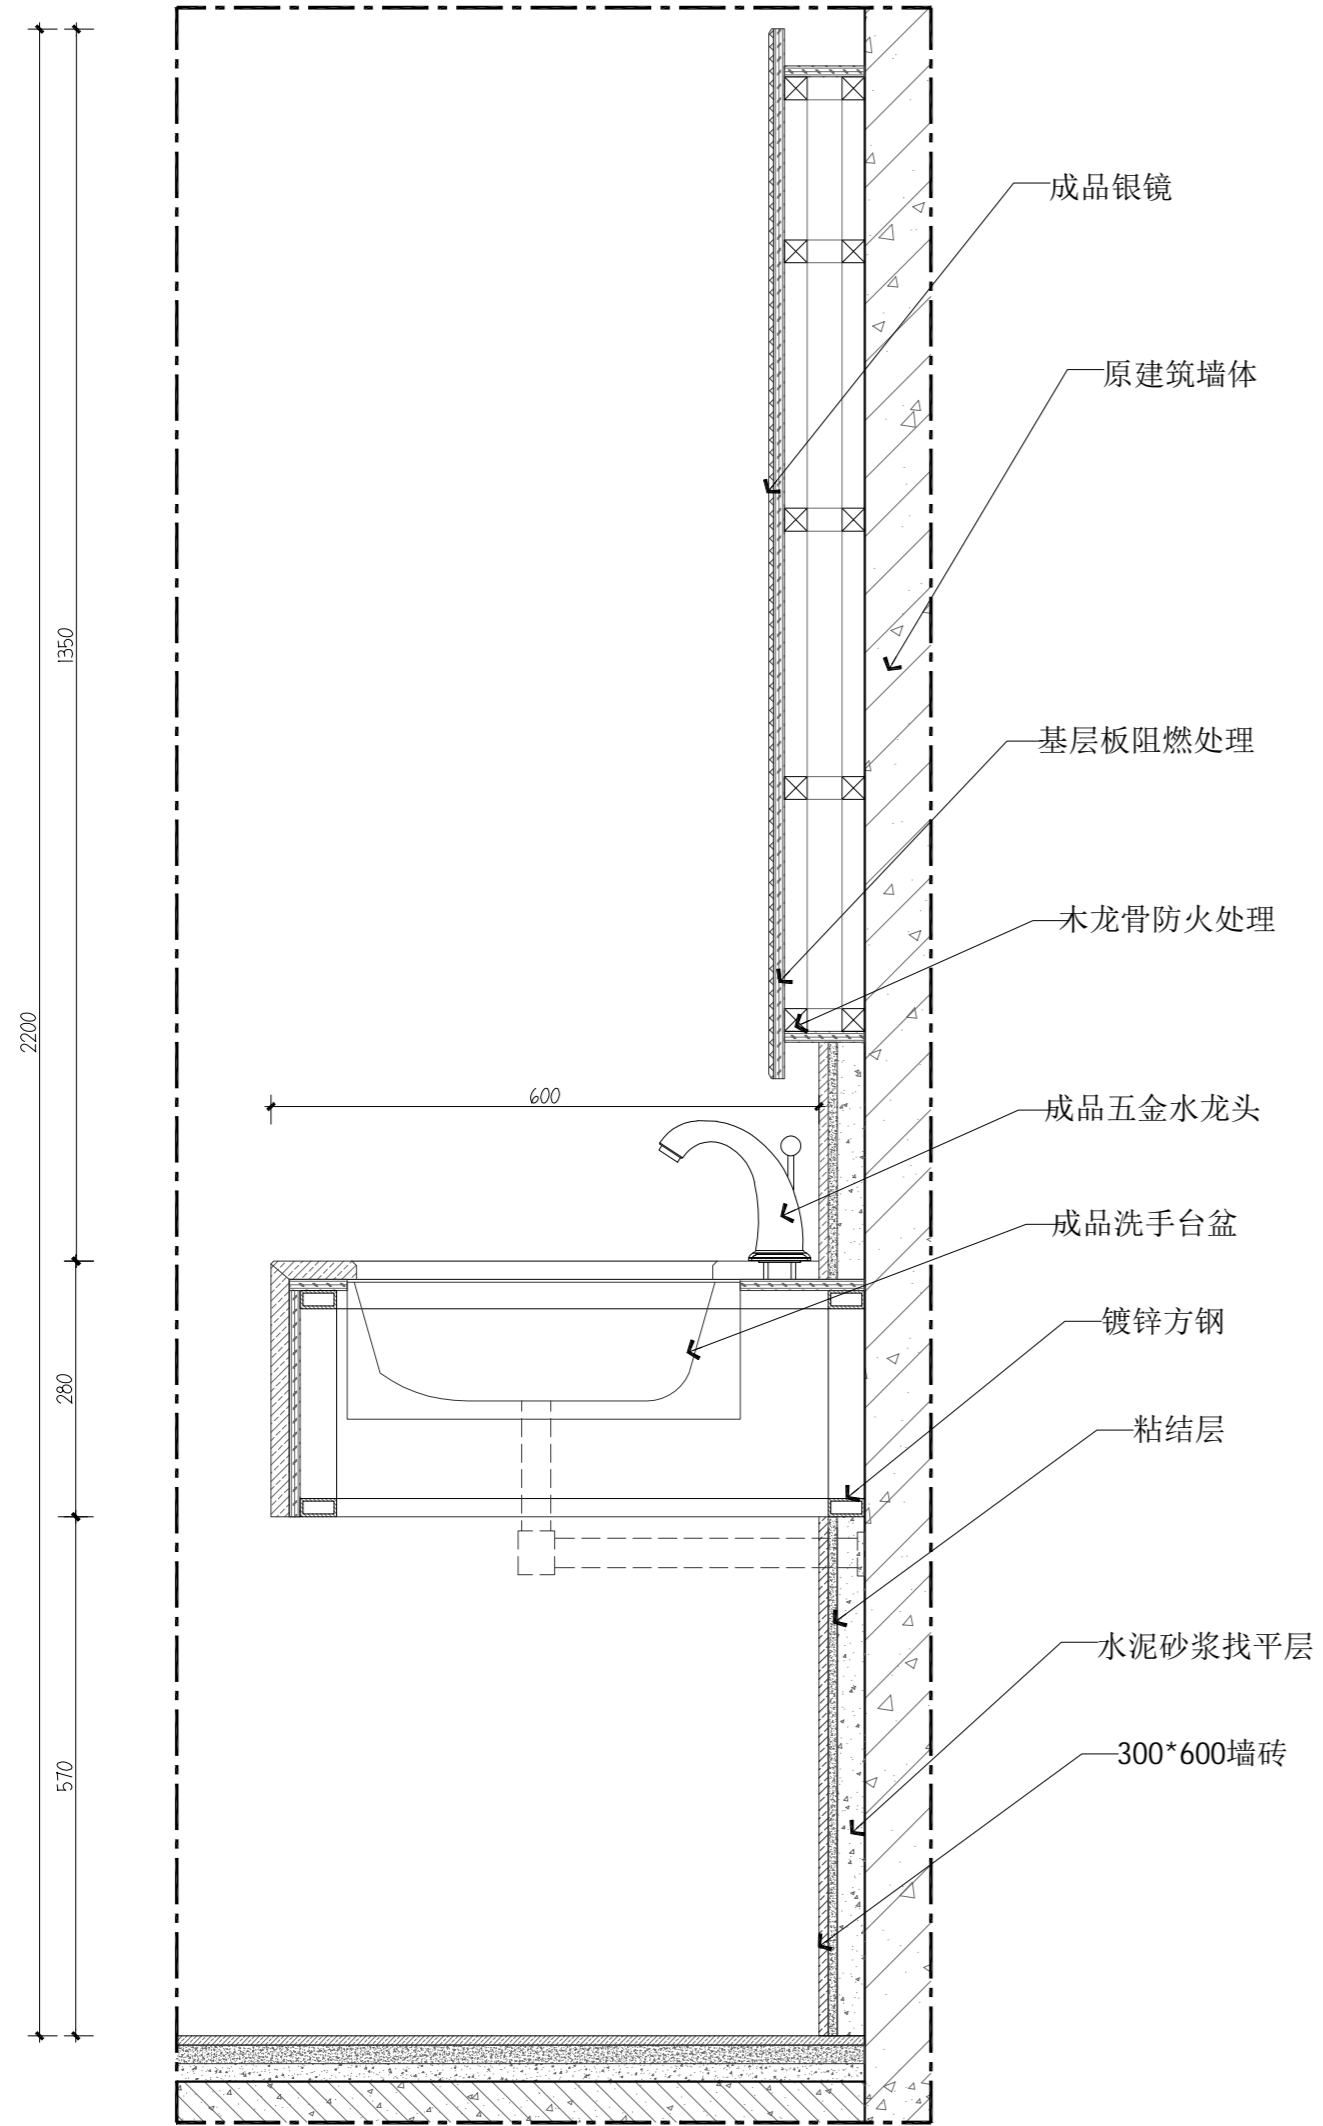 成品银镜
原建筑墙体
1350
基层板阻燃处理
木龙骨防火处理
2200
600
成品五金水龙头
成品洗手台盆
镀锌方钢
280
粘结层
水泥砂浆找平层
300*600墙砖
570